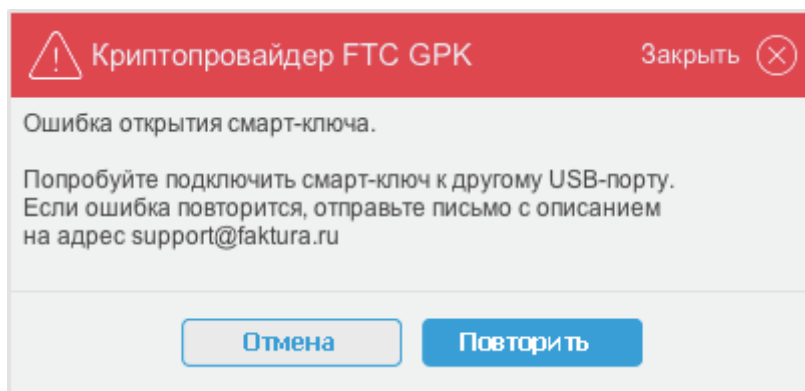 Криптопровайдер FTC GPK Закрыть
Ошибка открытия смарт-ключа.
Попробуйте подключить смарт-ключ к другому USB-порту.
Если ошибка повторится, отправьте письмо с описанием
на адрес support@faktura.ru
Отмена Повторить